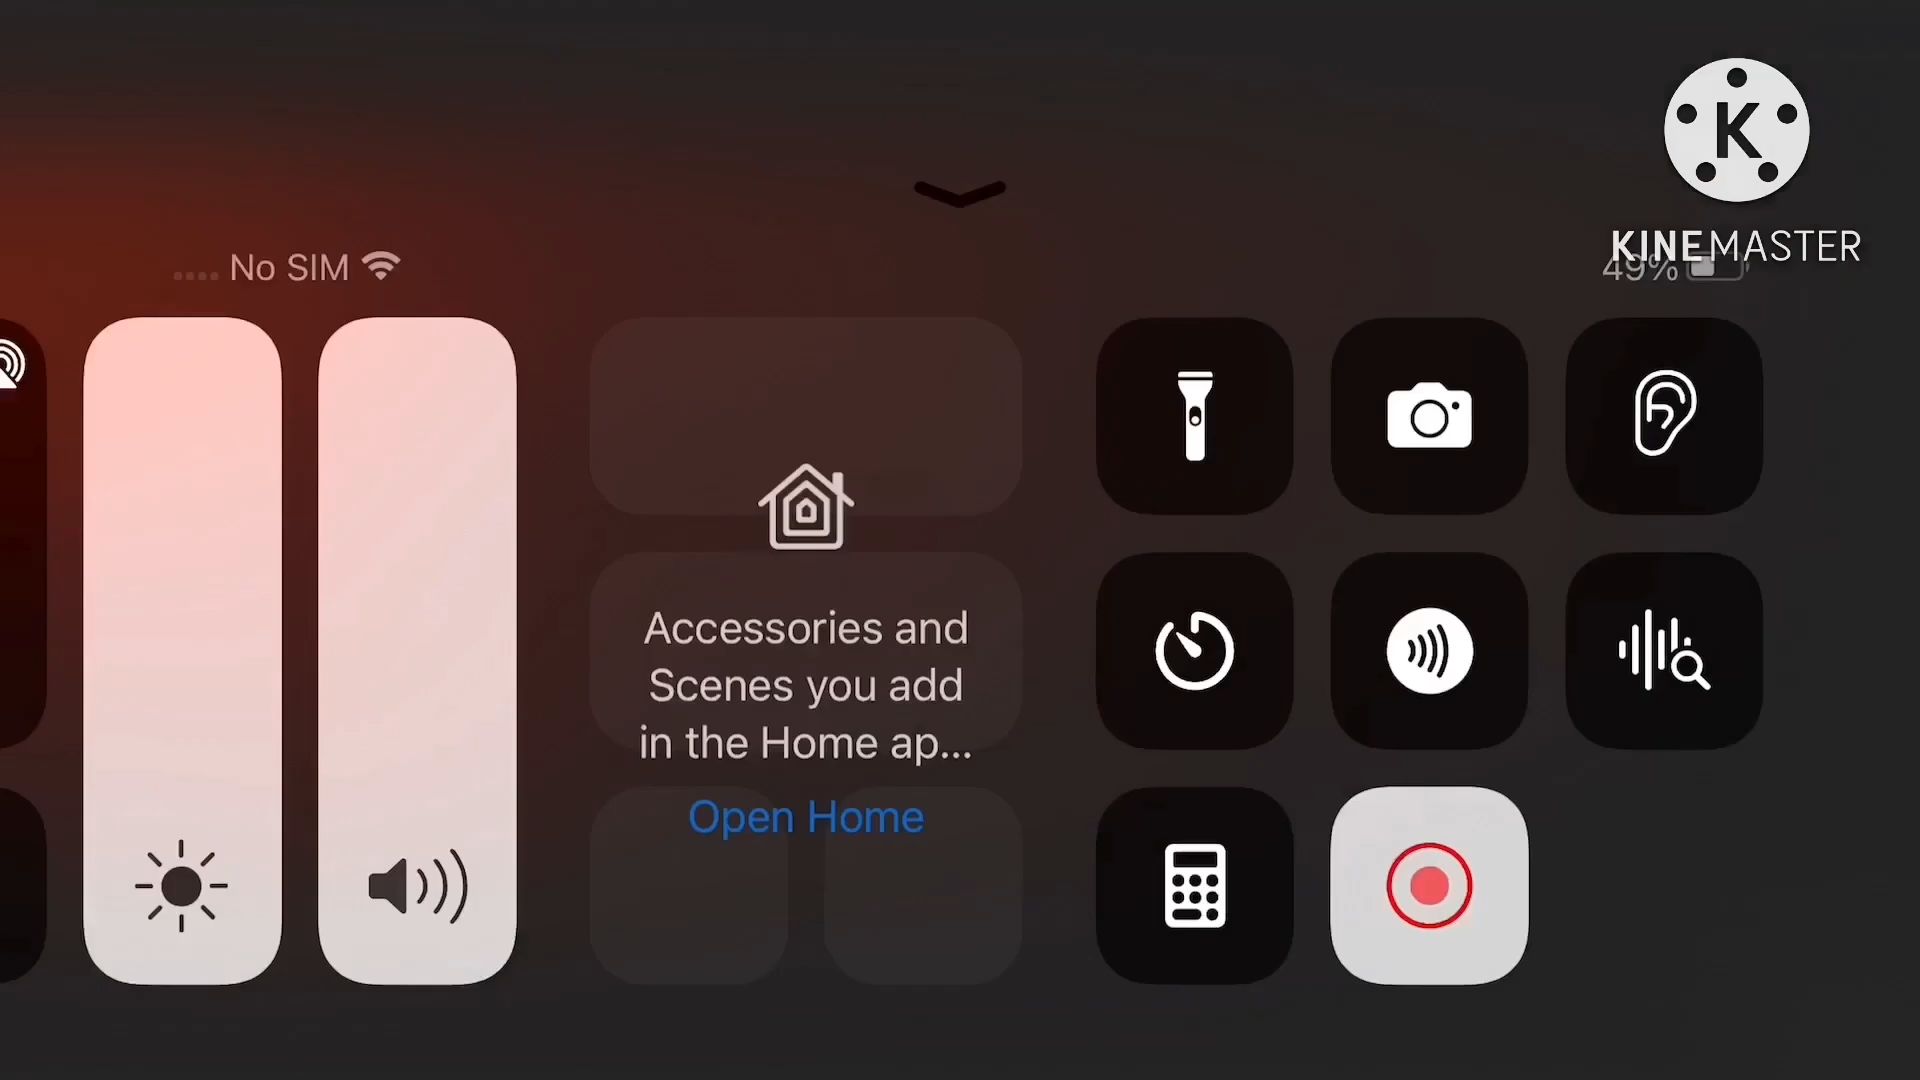 K
KINEMASTER
No SIM
49%
Accessories and
Scenes you add
in the Home ap...
Open Home